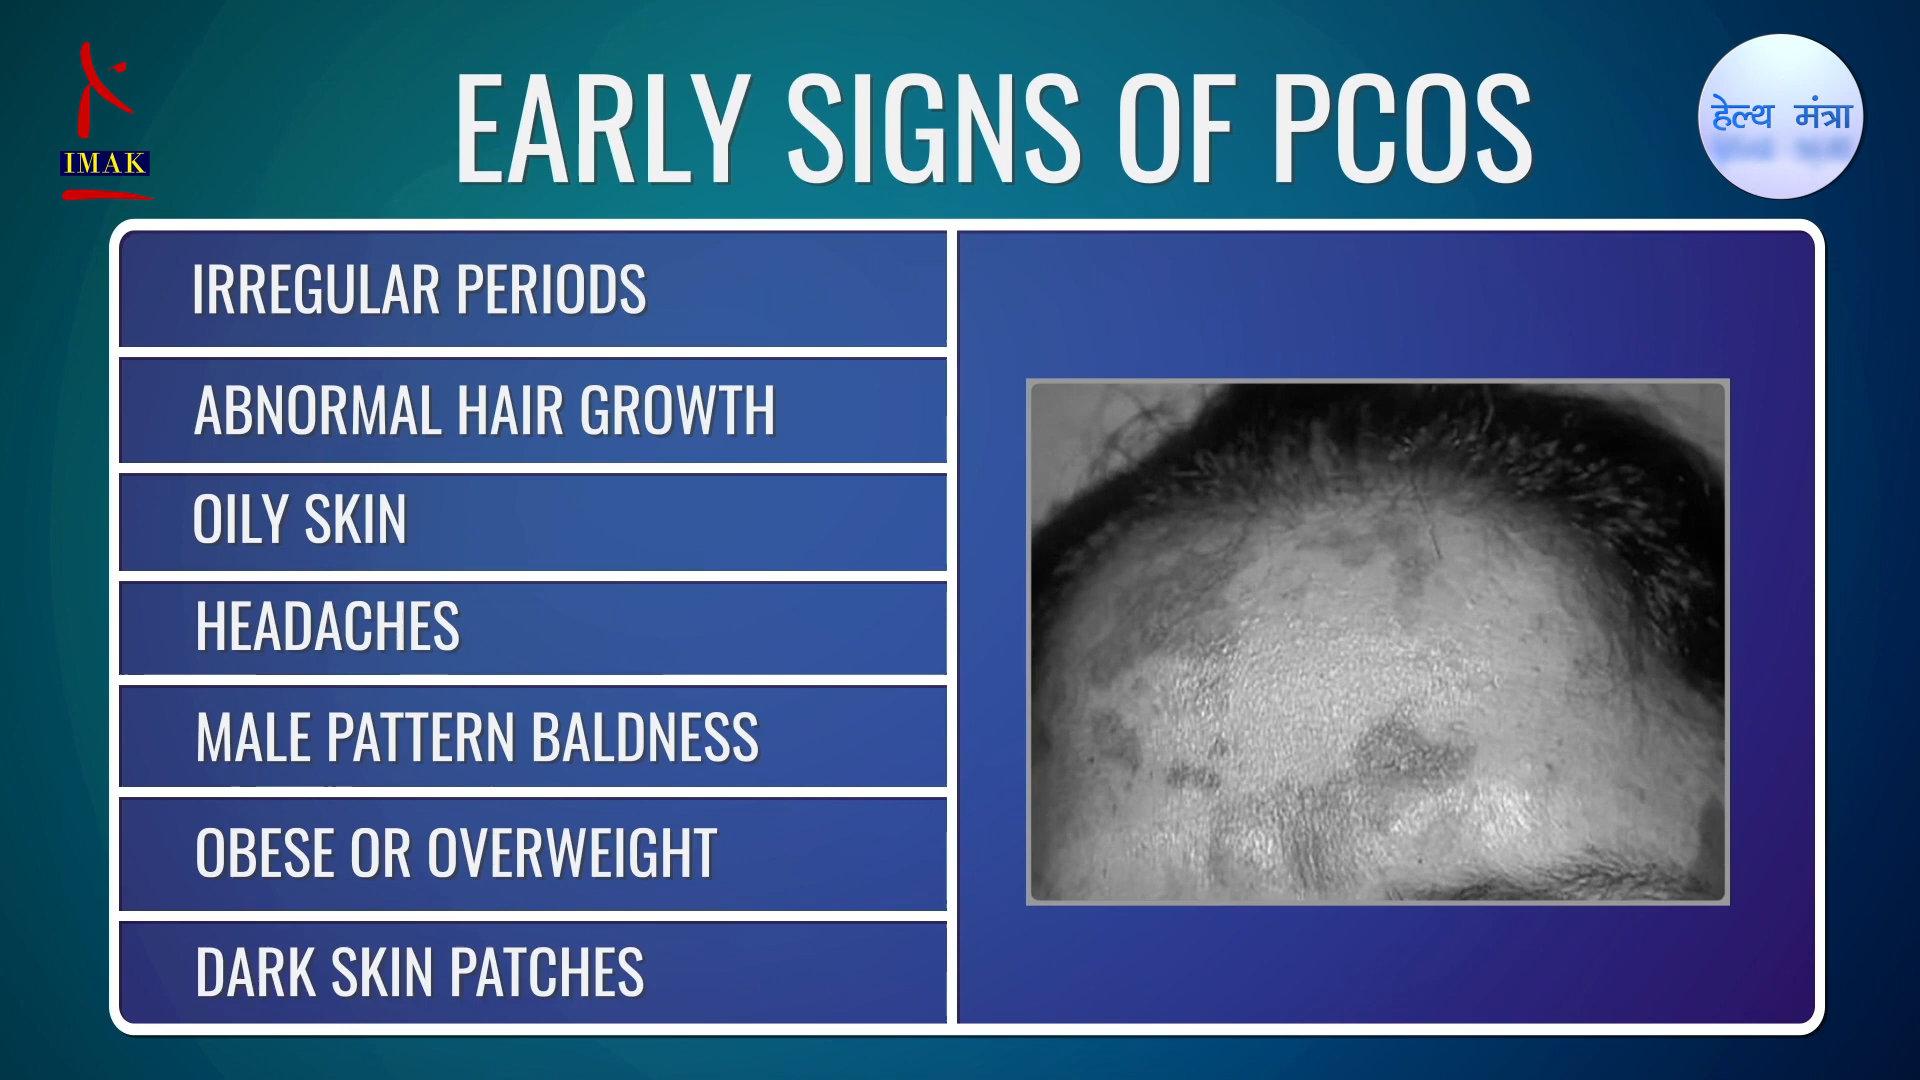 IMAK
EARLY SIGNS OF PCOS
हेल्थ मंत्रा
IRREGULAR PERIODS
ABNORMAL HAIR GROWTH
OILY SKIN
HEADACHES
MALE PATTERN BALDNESS
OBESE OR OVERWEIGHT
DARK SKIN PATCHES